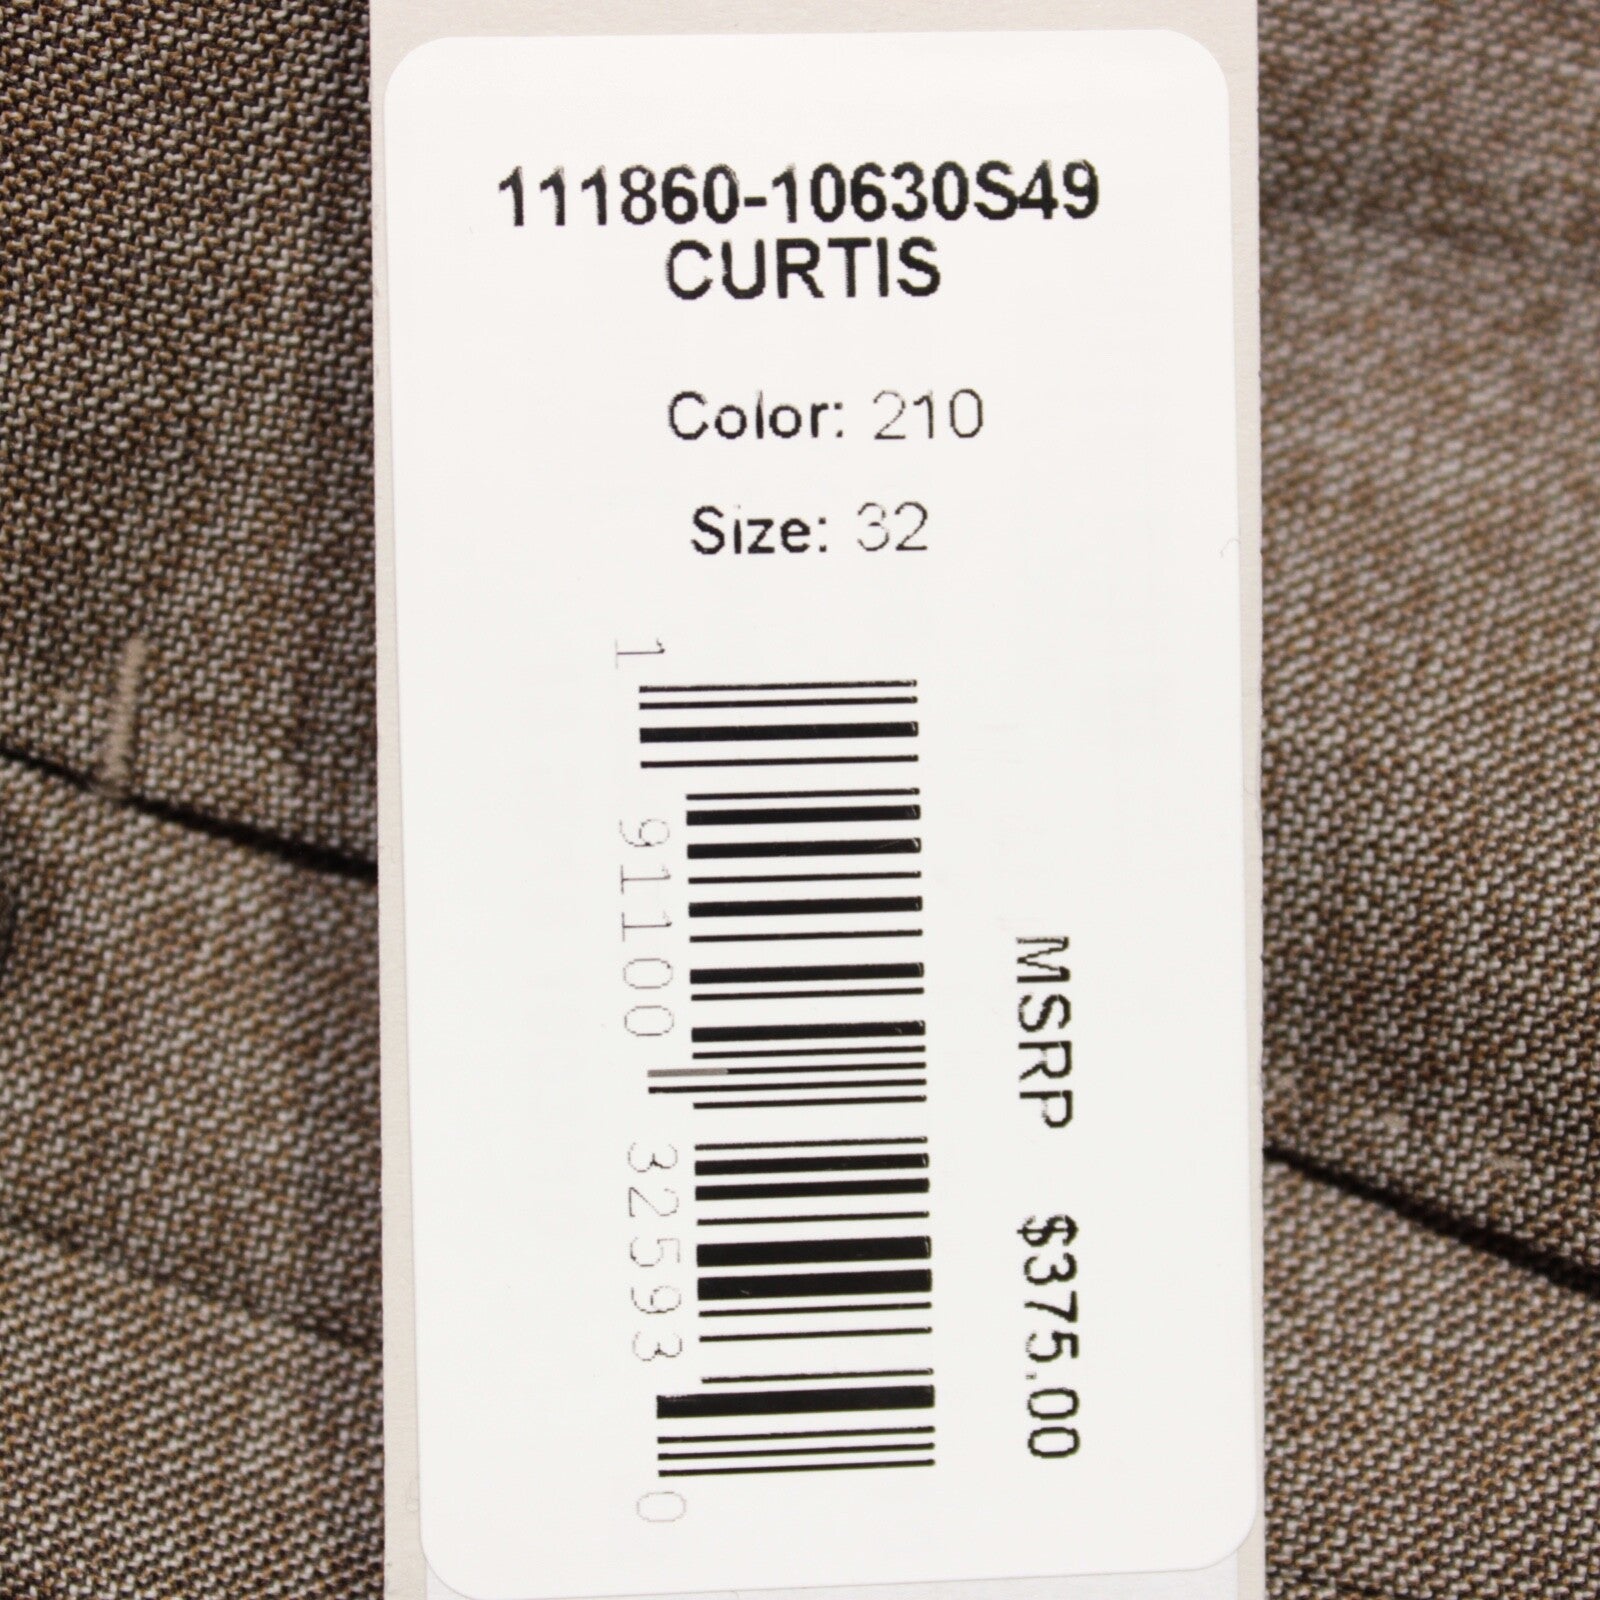 111860-10630S49
CURTIS
Color: 210
Size: 32
1 91100 32593 0
MSRP $375.00